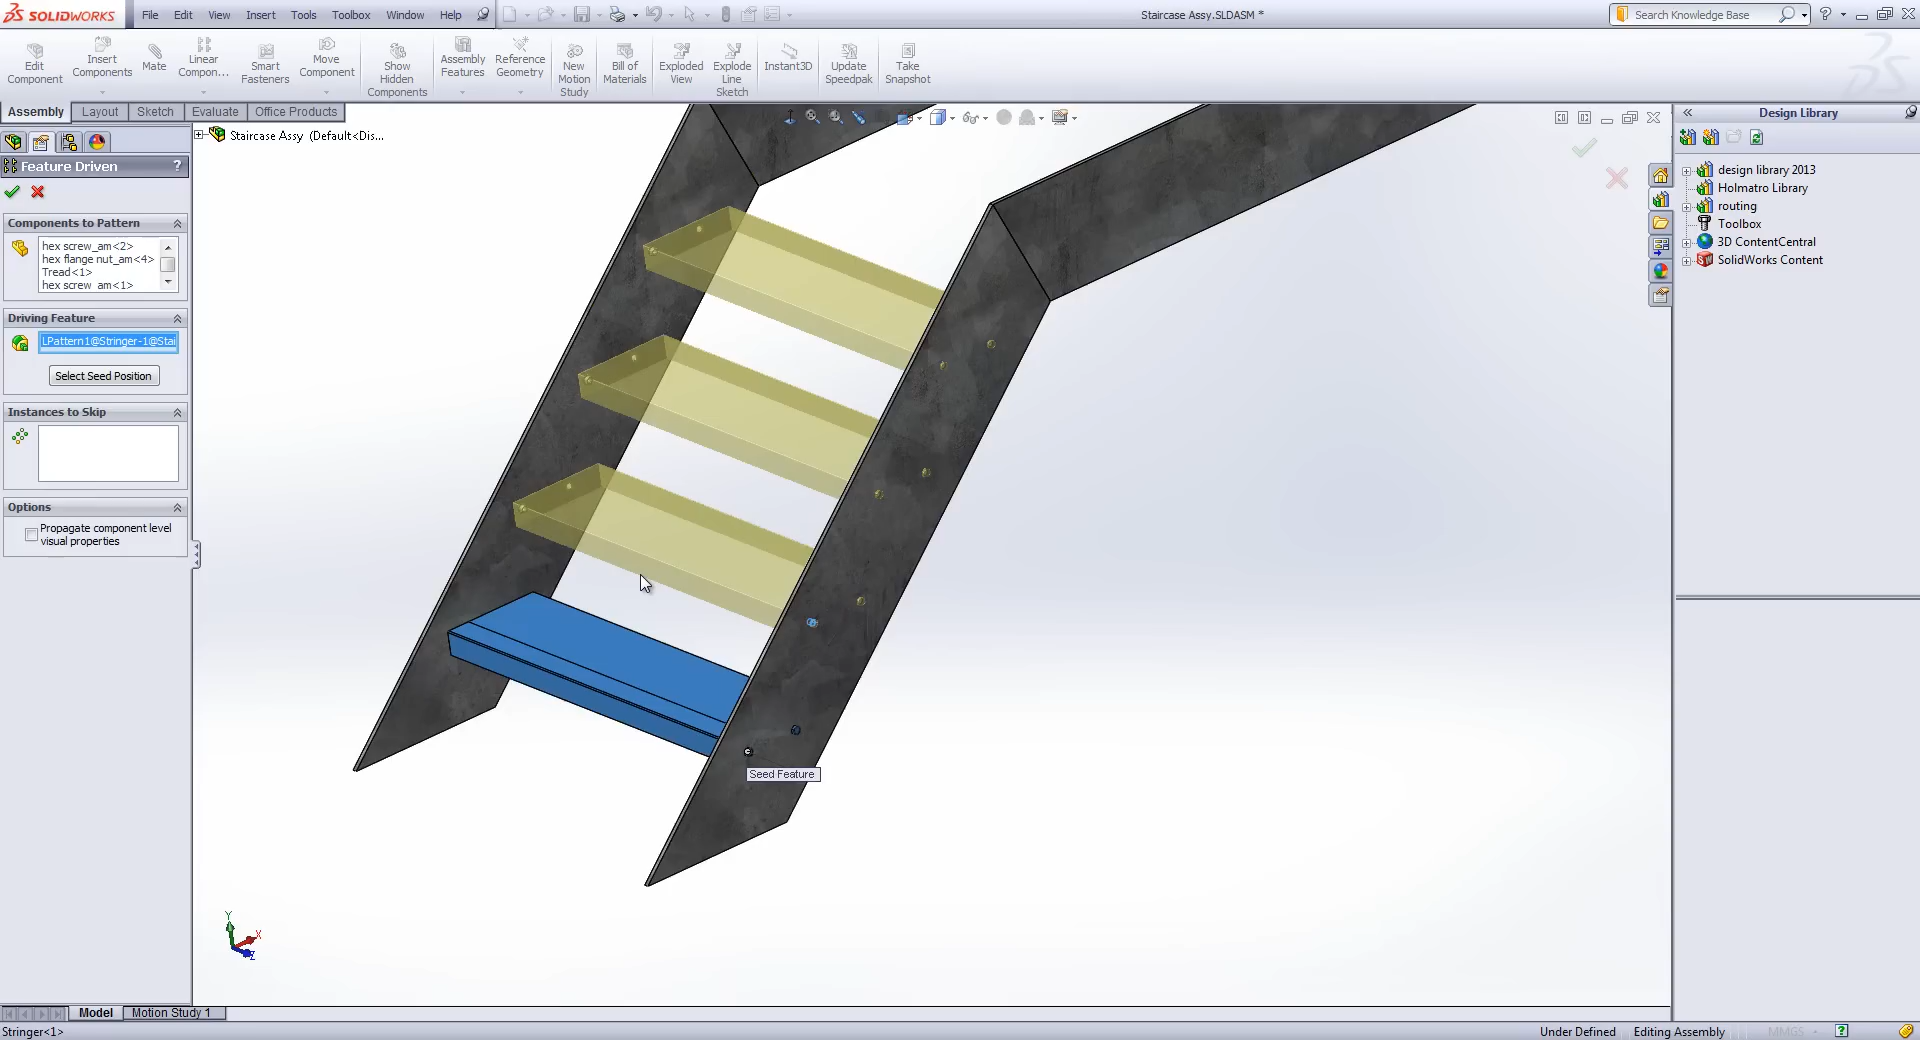 SOLIDWORKS
File Edit View Insert Tools Toolbox Window Help
Staircase Assy.SLDASM *
Search Knowledge Base
Edit Component
Insert Components
Mate
Linear Compon...
Smart Fasteners
Move Component
Show Hidden Components
Assembly Features
Reference Geometry
New Motion Study
Bill of Materials
Exploded View
Explode Line Sketch
Instant3D
Update Speedpak
Take Snapshot
Assembly Layout Sketch Evaluate Office Products
Staircase Assy (Default<Dis...
Feature Driven ?
Components to Pattern
hex screw_am<2>
hex flange nut_am<4>
Tread<1>
hex screw_am<1>
Driving Feature
LPattern1@Stringer-1@Stai
Select Seed Position
Instances to Skip
Options
Propagate component level
visual properties
Seed Feature
Y
X
Z
Design Library
design library 2013
Holmatro Library
routing
Toolbox
3D ContentCentral
SolidWorks Content
Model Motion Study 1
Stringer<1>
Under Defined Editing Assembly MMGS